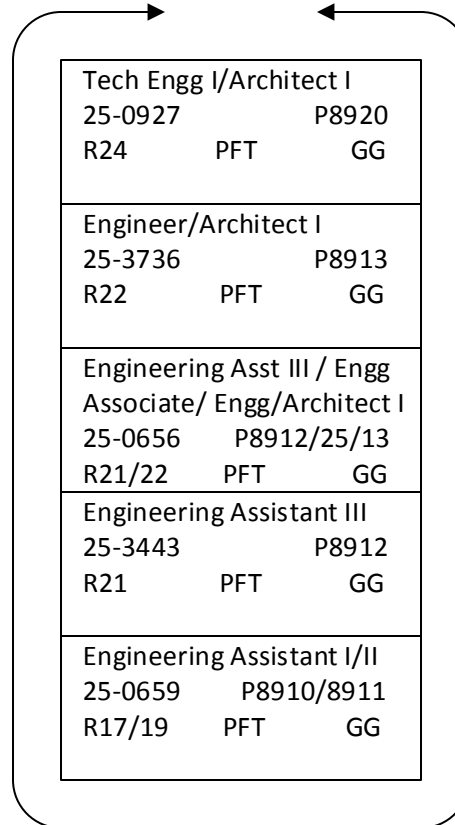 Tech Engg I/Architect I
25-0927 P8920
R24 PFT GG
Engineer/Architect I
25-3736 P8913
R22 PFT GG
Engineering Asst III / Engg
Associate/ Engg/Architect I
25-0656 P8912/25/13
R21/22 PFT GG
Engineering Assistant III
25-3443 P8912
R21 PFT GG
Engineering Assistant I/II
25-0659 P8910/8911
R17/19 PFT GG